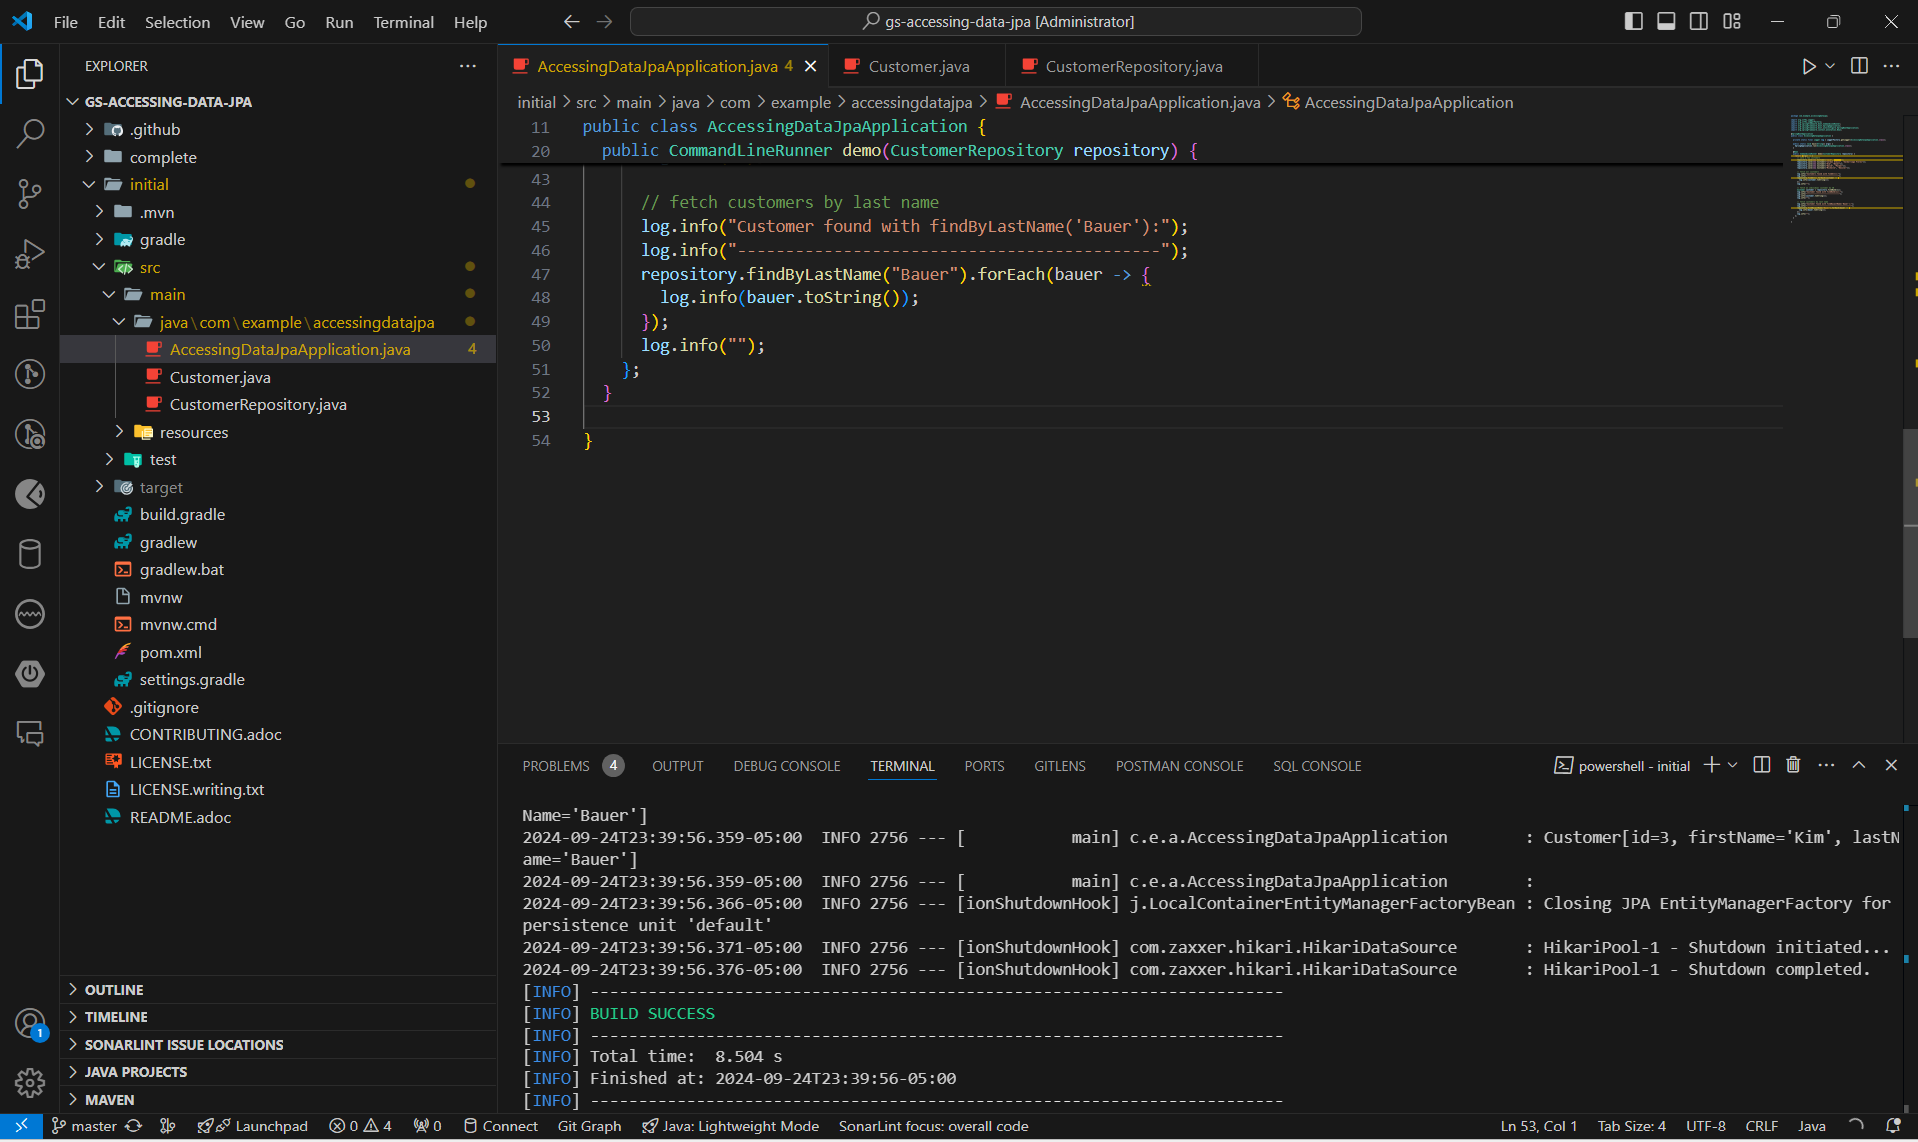 File Edit Selection View Go Run Terminal Help
gs-accessing-data-jpa [Administrator]
EXPLORER
GS-ACCESSING-DATA-JPA
.github
complete
initial
.mvn
gradle
src
main
java\com\example\accessingdatajpa
AccessingDataJpaApplication.java 4
Customer.java
CustomerRepository.java
resources
test
target
build.gradle
gradlew
gradlew.bat
mvnw
mvnw.cmd
pom.xml
settings.gradle
.gitignore
CONTRIBUTING.adoc
LICENSE.txt
LICENSE.writing.txt
README.adoc
OUTLINE
TIMELINE
SONARLINT ISSUE LOCATIONS
JAVA PROJECTS
MAVEN
AccessingDataJpaApplication.java 4 Customer.java CustomerRepository.java
initial > src > main > java > com > example > accessingdatajpa > AccessingDataJpaApplication.java > AccessingDataJpaApplication
11 public class AccessingDataJpaApplication {
20 public CommandLineRunner demo(CustomerRepository repository) {
43
44 // fetch customers by last name
45 log.info("Customer found with findByLastName('Bauer'):");
46 log.info("--------------------------------------------");
47 repository.findByLastName("Bauer").forEach(bauer -> {
48 log.info(bauer.toString());
49 });
50 log.info("");
51 };
52 }
53
54 }
PROBLEMS 4 OUTPUT DEBUG CONSOLE TERMINAL PORTS GITLENS POSTMAN CONSOLE SQL CONSOLE
powershell - initial
Name='Bauer']
2024-09-24T23:39:56.359-05:00  INFO 2756 --- [           main] c.e.a.AccessingDataJpaApplication        : Customer[id=3, firstName='Kim', lastN
ame='Bauer']
2024-09-24T23:39:56.359-05:00  INFO 2756 --- [           main] c.e.a.AccessingDataJpaApplication        :
2024-09-24T23:39:56.366-05:00  INFO 2756 --- [ionShutdownHook] j.LocalContainerEntityManagerFactoryBean : Closing JPA EntityManagerFactory for
persistence unit 'default'
2024-09-24T23:39:56.371-05:00  INFO 2756 --- [ionShutdownHook] com.zaxxer.hikari.HikariDataSource       : HikariPool-1 - Shutdown initiated...
2024-09-24T23:39:56.376-05:00  INFO 2756 --- [ionShutdownHook] com.zaxxer.hikari.HikariDataSource       : HikariPool-1 - Shutdown completed.
[INFO] ------------------------------------------------------------------------
[INFO] BUILD SUCCESS
[INFO] ------------------------------------------------------------------------
[INFO] Total time:  8.504 s
[INFO] Finished at: 2024-09-24T23:39:56-05:00
[INFO] ------------------------------------------------------------------------
1
master Launchpad 0 4 0 Connect Git Graph Java: Lightweight Mode SonarLint focus: overall code Ln 53, Col 1 Tab Size: 4 UTF-8 CRLF Java